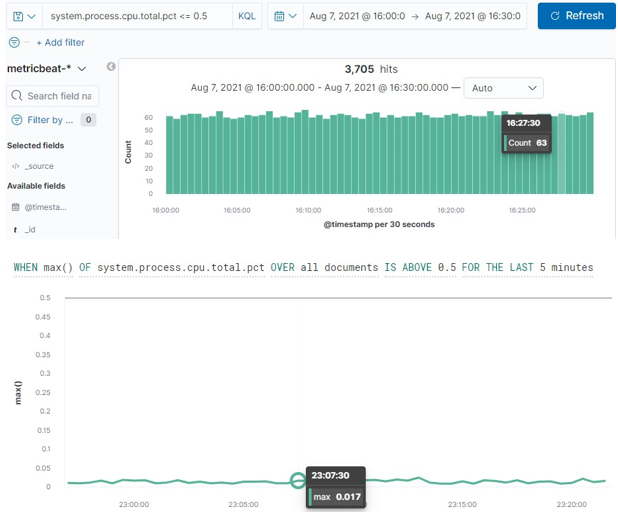 system.process.cpu.total.pct <= 0.5 KQL Aug 7, 2021 @ 16:00:0 → Aug 7, 2021 @ 16:30:0 Refresh
+ Add filter
metricbeat-*
3,705 hits
Aug 7, 2021 @ 16:00:00.000 - Aug 7, 2021 @ 16:30:00.000 — Auto
Search field na
Filter by ... 0
Selected fields
</> _source
Available fields
@timesta...
t _id
Count
60
50
40
30
20
10
0
16:27:30
Count 63
16:00:00 16:05:00 16:10:00 16:15:00 16:20:00 16:25:00
@timestamp per 30 seconds
WHEN max() OF system.process.cpu.total.pct OVER all documents IS ABOVE 0.5 FOR THE LAST 5 minutes
max()
0.5
0.45
0.4
0.35
0.3
0.25
0.2
0.15
0.1
0.05
0
23:07:30
max 0.017
23:00:00 23:05:00 23:15:00 23:20:00